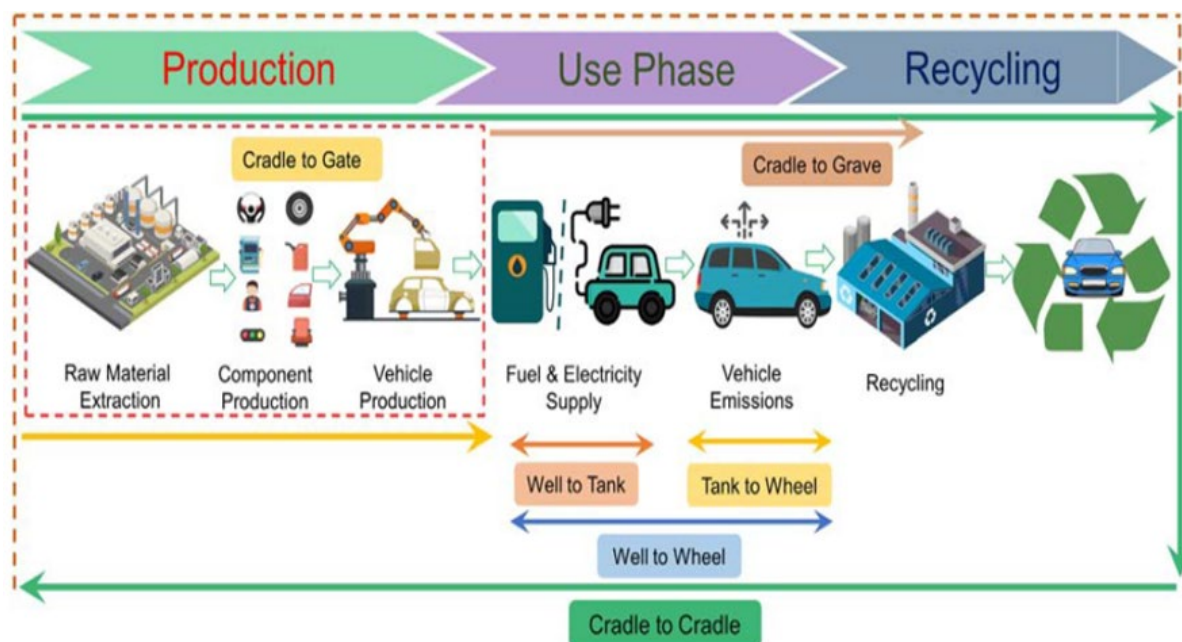 Production
Use Phase
Recycling
Cradle to Gate
Cradle to Grave
Raw Material
Extraction
Component
Production
Vehicle
Production
Fuel & Electricity
Supply
Vehicle
Emissions
Recycling
Well to Tank
Tank to Wheel
Well to Wheel
Cradle to Cradle